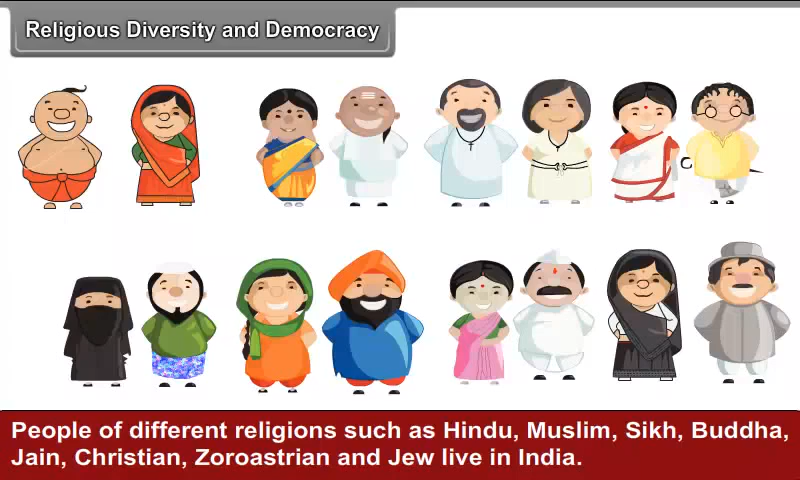 Religious Diversity and Democracy
People of different religions such as Hindu, Muslim, Sikh, Buddha,
Jain, Christian, Zoroastrian and Jew live in India.